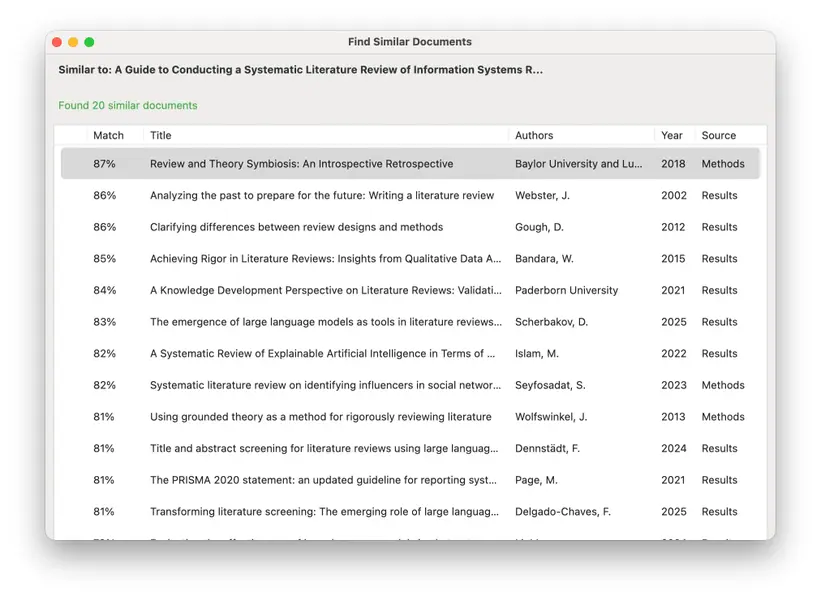 Find Similar Documents
Similar to: A Guide to Conducting a Systematic Literature Review of Information Systems R...
Found 20 similar documents
Match Title Authors Year Source
87% Review and Theory Symbiosis: An Introspective Retrospective Baylor University and Lu... 2018 Methods
86% Analyzing the past to prepare for the future: Writing a literature review Webster, J. 2002 Results
86% Clarifying differences between review designs and methods Gough, D. 2012 Results
85% Achieving Rigor in Literature Reviews: Insights from Qualitative Data A... Bandara, W. 2015 Results
84% A Knowledge Development Perspective on Literature Reviews: Validati... Paderborn University 2021 Results
83% The emergence of large language models as tools in literature reviews... Scherbakov, D. 2025 Results
82% A Systematic Review of Explainable Artificial Intelligence in Terms of ... Islam, M. 2022 Results
82% Systematic literature review on identifying influencers in social networ... Seyfosadat, S. 2023 Methods
81% Using grounded theory as a method for rigorously reviewing literature Wolfswinkel, J. 2013 Methods
81% Title and abstract screening for literature reviews using large languag... Dennstädt, F. 2024 Results
81% The PRISMA 2020 statement: an updated guideline for reporting syst... Page, M. 2021 Results
81% Transforming literature screening: The emerging role of large languag... Delgado-Chaves, F. 2025 Results